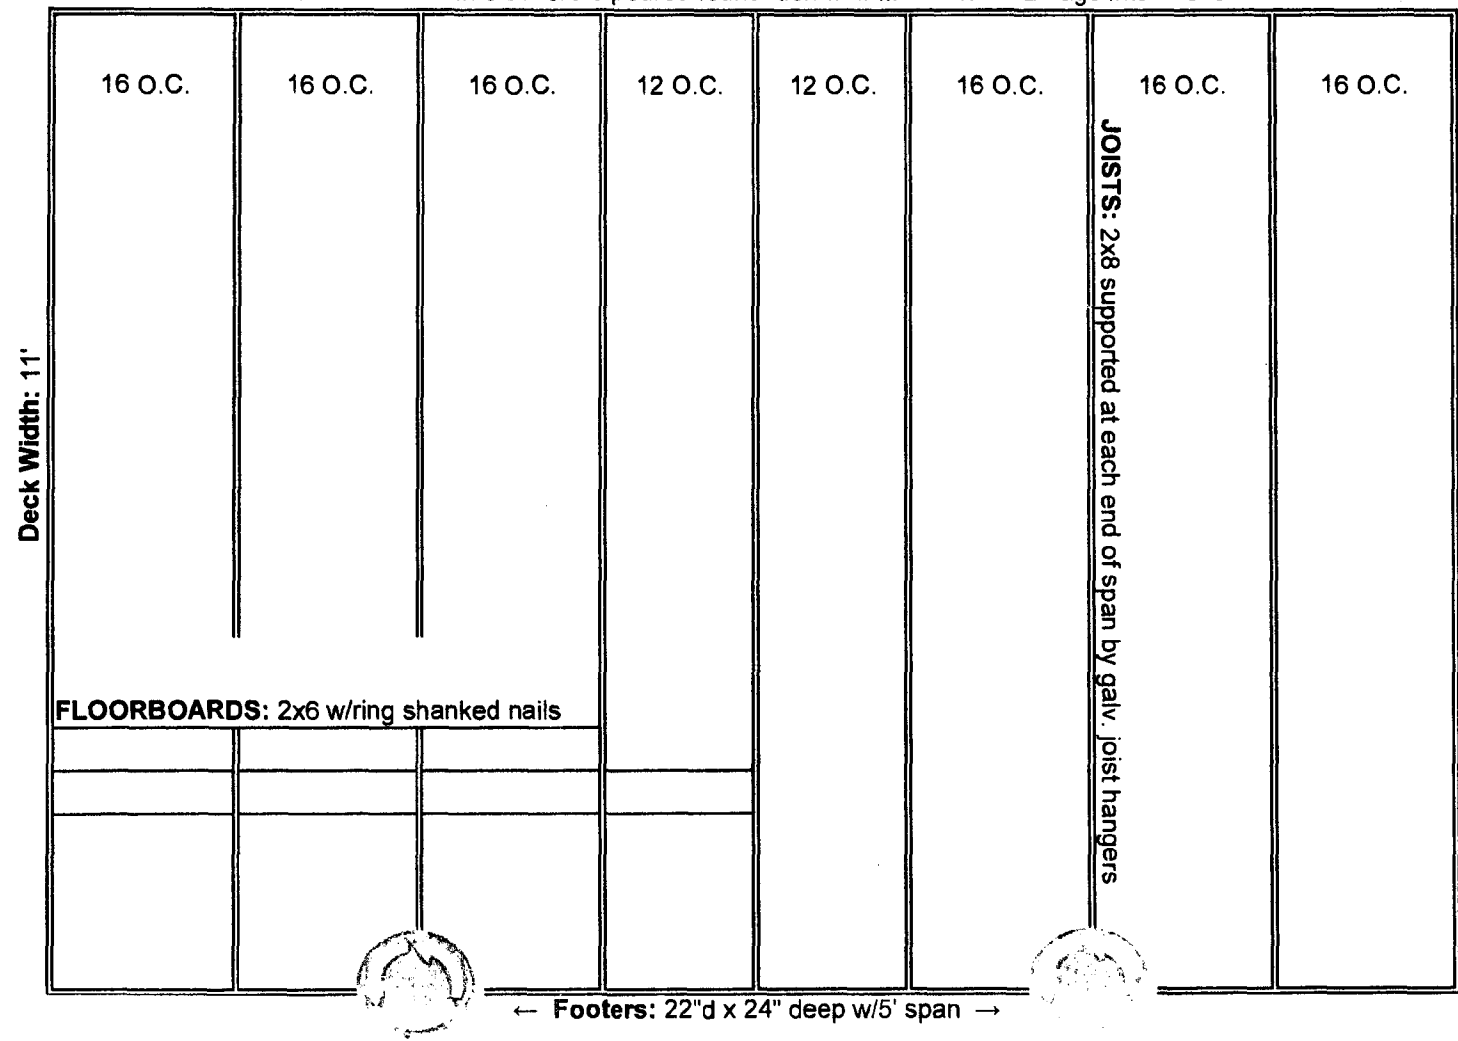 16 O.C. 16 O.C. 16 O.C. 12 O.C. 12 O.C. 16 O.C. 16 O.C. 16 O.C.
JOISTS: 2x8 supported at each end of span by galv. joist hangers
Deck Width: 11'
FLOORBOARDS: 2x6 w/ring shanked nails
← Footers: 22"d x 24" deep w/5' span →